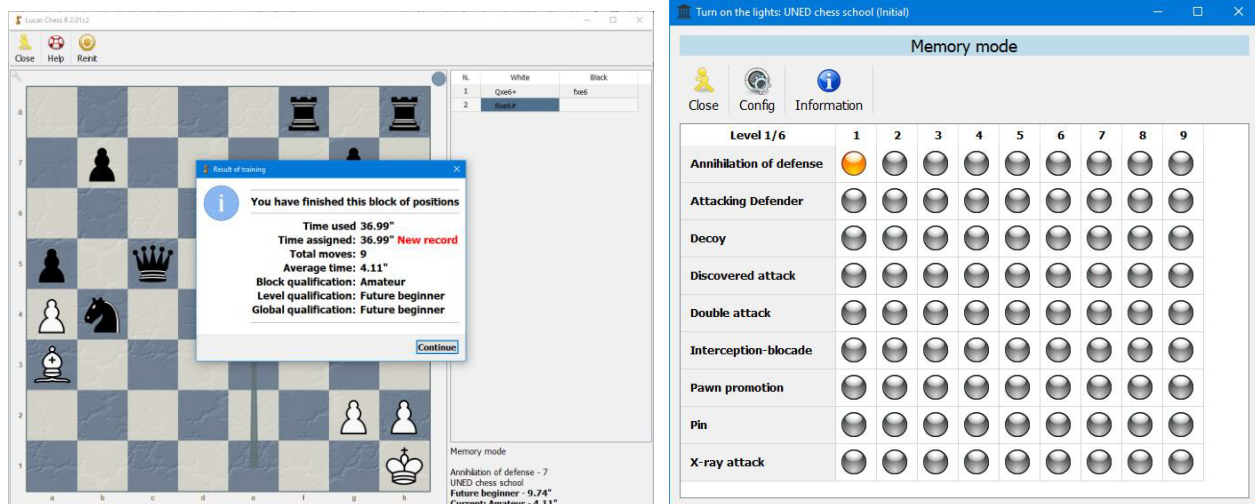 Lucas Chess R 2.01c2
Close Help Reinit
N. White Black
1 Qxe6+ fxe6
2 Rxe6#
8
7
6
5
4
3
2
1
a b c d e f g h
Result of training
You have finished this block of positions
Time used 36.99"
Time assigned: 36.99" New record
Total moves: 9
Average time: 4.11"
Block qualification: Amateur
Level qualification: Future beginner
Global qualification: Future beginner
Continue
Memory mode
Annihilation of defense - 7
UNED chess school
Future beginner - 9.74"
Current: Amateur - 4.11"
Turn on the lights: UNED chess school (Initial)
Memory mode
Close Config Information
Level 1/6 1 2 3 4 5 6 7 8 9
Annihilation of defense
Attacking Defender
Decoy
Discovered attack
Double attack
Interception-blocade
Pawn promotion
Pin
X-ray attack